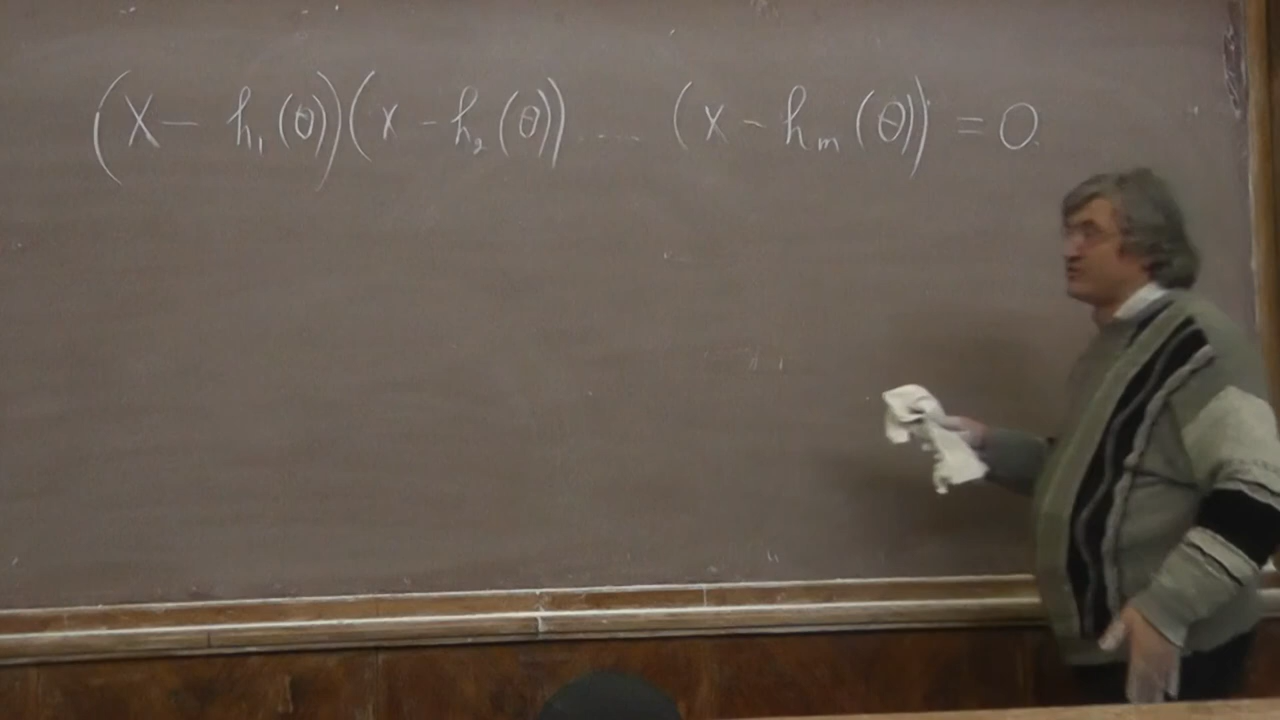 (X - h₁(θ))(x - h₂(θ)) ..... (x - hₘ(θ)) = 0.